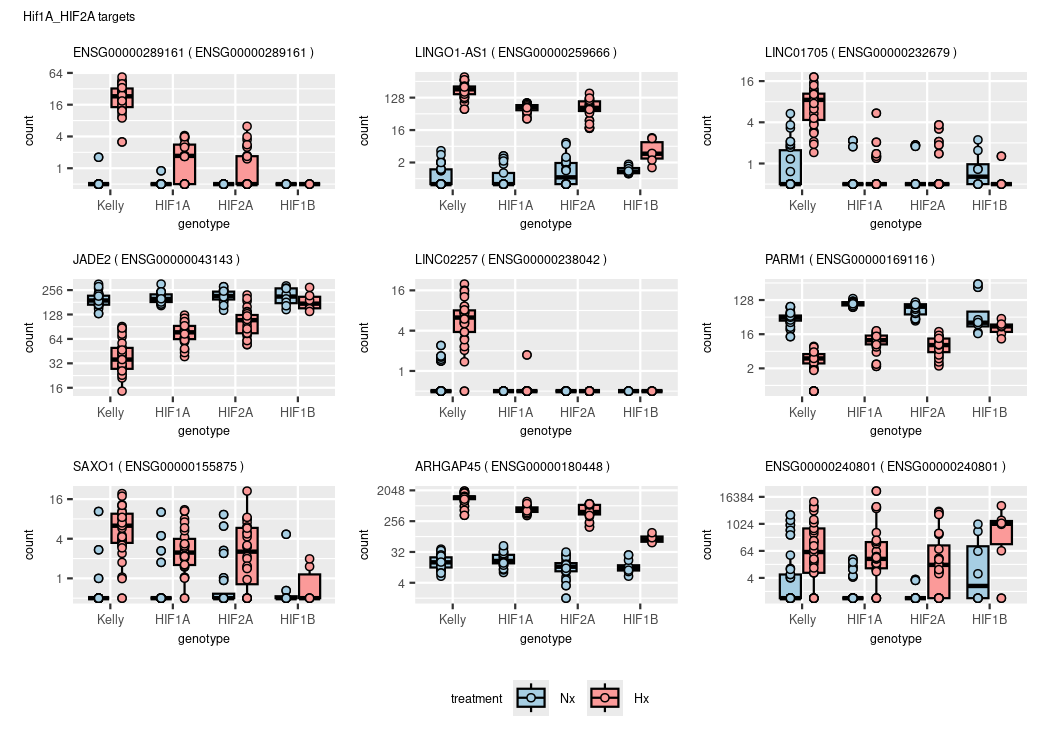 Hif1A_HIF2A targets
ENSG00000289161 ( ENSG00000289161 )
LINGO1-AS1 ( ENSG00000259666 )
LINC01705 ( ENSG00000232679 )
64
16
4
1
count
Kelly HIF1A HIF2A HIF1B
genotype
128
16
2
count
Kelly HIF1A HIF2A HIF1B
genotype
16
4
1
count
Kelly HIF1A HIF2A HIF1B
genotype
JADE2 ( ENSG00000043143 )
LINC02257 ( ENSG00000238042 )
PARM1 ( ENSG00000169116 )
256
128
64
32
16
count
Kelly HIF1A HIF2A HIF1B
genotype
16
4
1
count
Kelly HIF1A HIF2A HIF1B
genotype
128
16
2
count
Kelly HIF1A HIF2A HIF1B
genotype
SAXO1 ( ENSG00000155875 )
ARHGAP45 ( ENSG00000180448 )
ENSG00000240801 ( ENSG00000240801 )
16
4
1
count
Kelly HIF1A HIF2A HIF1B
genotype
2048
256
32
4
count
Kelly HIF1A HIF2A HIF1B
genotype
16384
1024
64
4
count
Kelly HIF1A HIF2A HIF1B
genotype
treatment Nx Hx